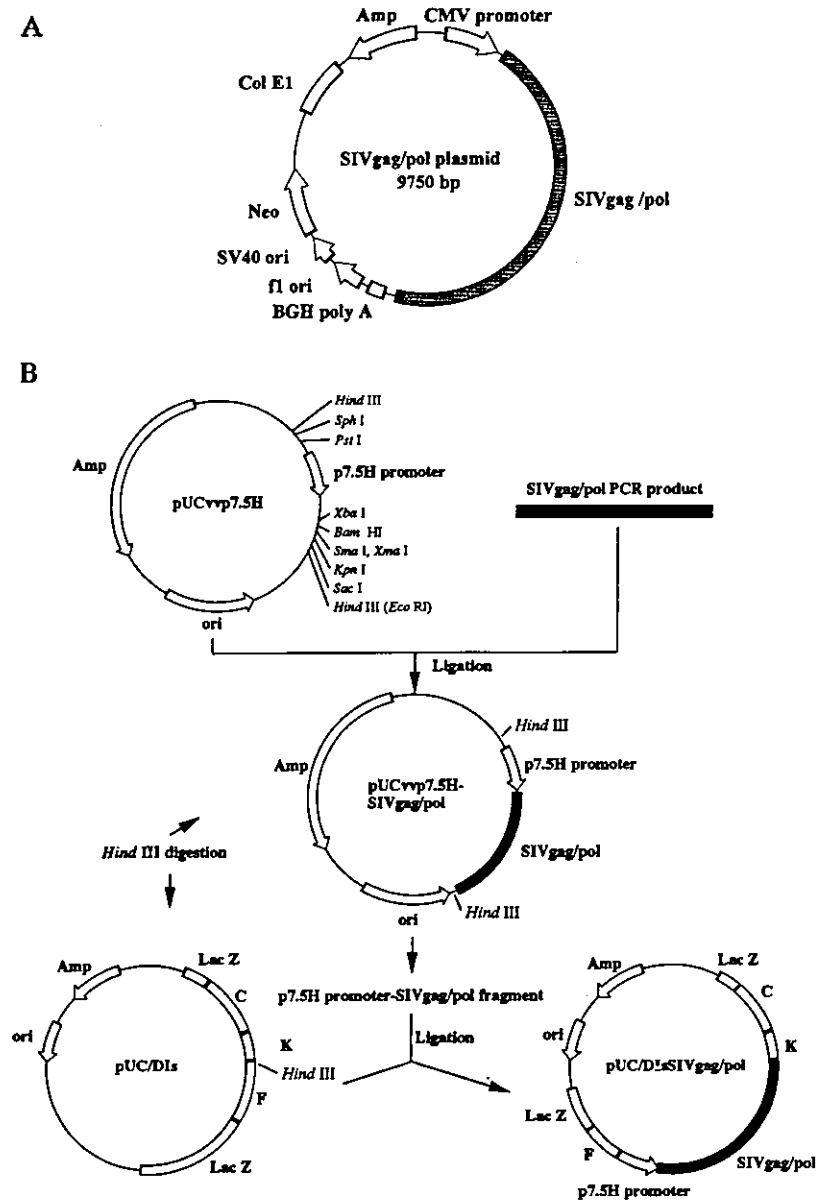 A
Amp
CMV promoter
Col E1
SIVgag/pol plasmid
9750 bp
SIVgag /pol
Neo
SV40 ori
f1 ori
BGH poly A
B
Hind III
Sph I
Pst I
Amp
p7.5H promoter
pUCvvp7.5H
SIVgag/pol PCR product
Xba I
Bam HI
Sma I, Xma I
Kpn I
Sac I
Hind III (Eco RI)
ori
Ligation
Hind III
p7.5H promoter
Amp
pUCvvp7.5H-
SIVgag/pol
Hind III digestion
SIVgag/pol
Hind III
ori
Lac Z
Amp
C
ori
K
pUC/DIs
Hind III
F
Lac Z
p7.5H promoter-SIVgag/pol fragment
Ligation
Lac Z
Amp
C
ori
K
pUC/DIsSIVgag/pol
Lac Z
F
SIVgag/pol
p7.5H promoter